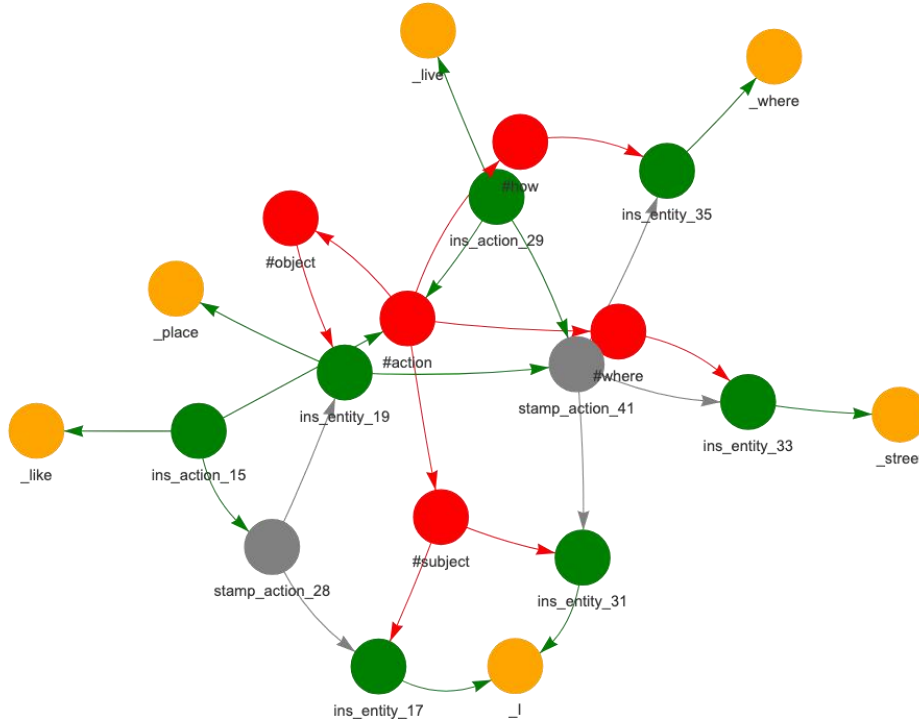 _live
_where
#how
ins_entity_35
ins_action_29
#object
_place
#action
#where
ins_entity_19
stamp_action_41
ins_entity_33
_stree
_like
ins_action_15
#subject
stamp_action_28
ins_entity_31
ins_entity_17
_I